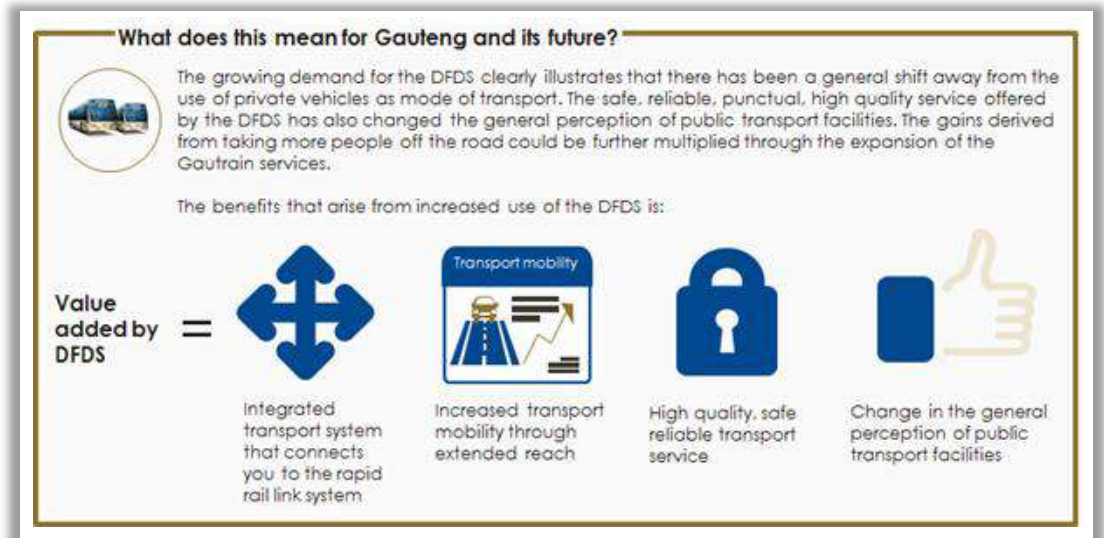 What does this mean for Gauteng and its future?
The growing demand for the DFDS clearly illustrates that there has been a general shift away from the
use of private vehicles as mode of transport. The safe, reliable, punctual, high quality service offered
by the DFDS has also changed the general perception of public transport facilities. The gains derived
from taking more people off the road could be further multiplied through the expansion of the
Gautrain services.
The benefits that arise from increased use of the DFDS is:
Value
added by
DFDS
=
Integrated
transport system
that connects
you to the rapid
rail link system
Transport mobility
Increased transport
mobility through
extended reach
High quality, safe
reliable transport
service
Change in the general
perception of public
transport facilities